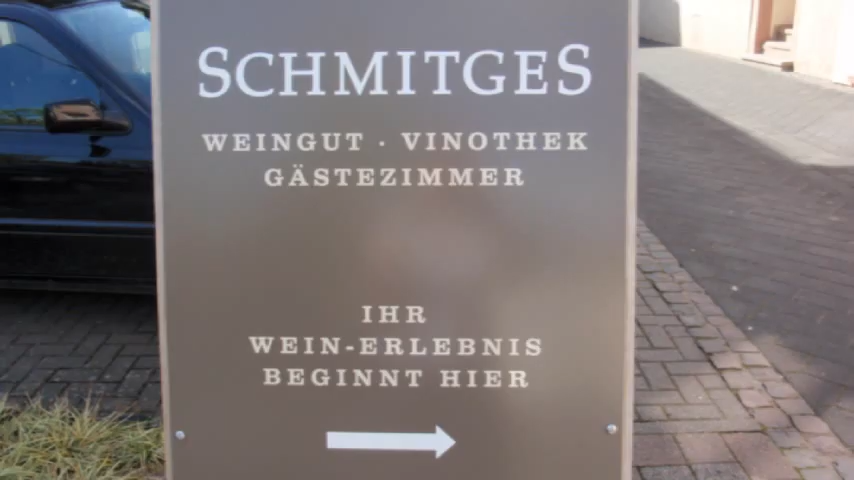 SCHMITGES
WEINGUT · VINOTHEK
GÄSTEZIMMER
IHR
WEIN-ERLEBNIS
BEGINNT HIER